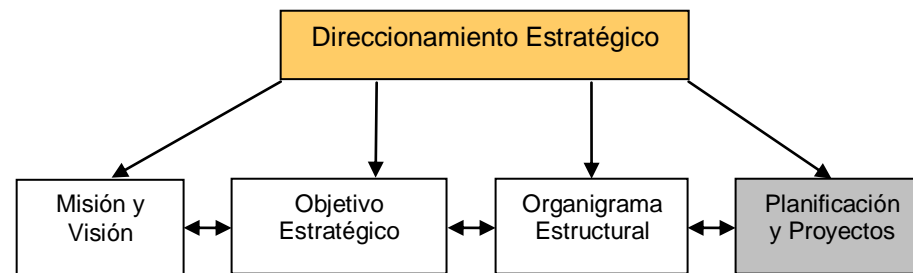 Direccionamiento Estratégico
Misión y
Visión
Objetivo
Estratégico
Organigrama
Estructural
Planificación
y Proyectos